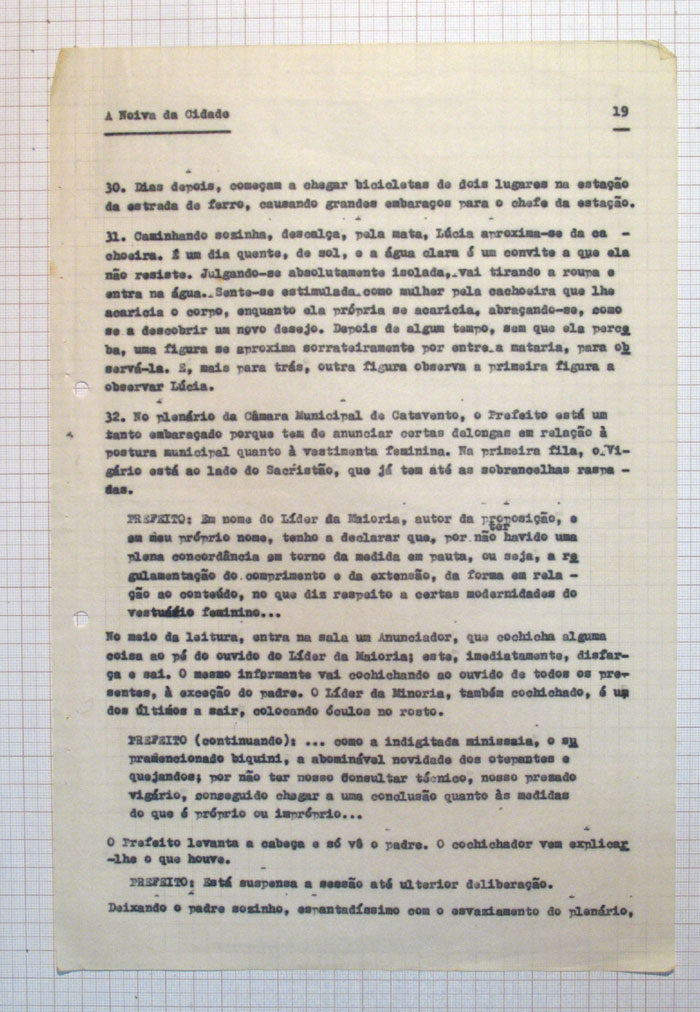 A Noiva da Cidade 19
30. Dias depois, começam a chegar bicicletas de dois lugares na estação
da estrada de ferro, causando grandes embaraços para o chefe da estação.
31. Caminhando sozinha, descalça, pela mata, Lúcia aproxima-se da ca -
choeira. É um dia quente, de sol, e a água clara é um convite a que ela
não resiste. Julgando-se absolutamente isolada, vai tirando a roupa e
entra na água. Sente-se estimulada como mulher pela cachoeira que lhe
acaricia o corpo, enquanto ela própria se acaricia, abraçando-se, como
se a descobrir um novo desejo. Depois de algum tempo, sem que ela perce
ba, uma figura se aproxima sorrateiramente por entre a mataria, para ob
servá-la. E, mais para trás, outra figura observa a primeira figura a
observar Lúcia.
32. No plenário da Câmara Municipal de Catavento, o Prefeito está um
tanto embaraçado porque tem de anunciar certas delongas em relação à
postura municipal quanto à vestimenta feminina. Na primeira fila, o Vi-
gário está ao lado do Sacristão, que já tem até as sobrancelhas raspa -
das.
PREFEITO: Em nome do Líder da Maioria, autor da proposição, e
em meu próprio nome, tenho a declarar que, por não ter havido uma
plena concordância em torno da medida em pauta, ou seja, a re
gulamentação do comprimento e da extensão, da forma em rela -
ção ao conteúdo, no que diz respeito a certas modernidades do
vestuário feminino...
No meio da leitura, entra na sala um Anunciador, que cochicha alguma
coisa ao pé do ouvido do Líder da Maioria; este, imediatamente, disfar-
ça e sai. O mesmo informante vai cochichando ao ouvido de todos os pre-
sentes, à exceção do padre. O Líder da Minoria, também cochichado, é um
dos últimos a sair, colocando óculos no rosto.
PREFEITO (continuando): ... como a indigitada minissaia, o su
pramencionado biquini, a abominável novidade dos otepantes e
quejandos; por não ter nosso Consultar técnico, nosso prezado
vigário, conseguido chegar a uma conclusão quanto às medidas
do que é próprio ou impróprio...
O Prefeito levanta a cabeça e só vê o padre. O cochichador vem explicar
-lhe o que houve.
PREFEITO: Está suspensa a sessão até ulterior deliberação.
Deixando o padre sozinho, espantadíssimo com o esvaziamento do plenário,